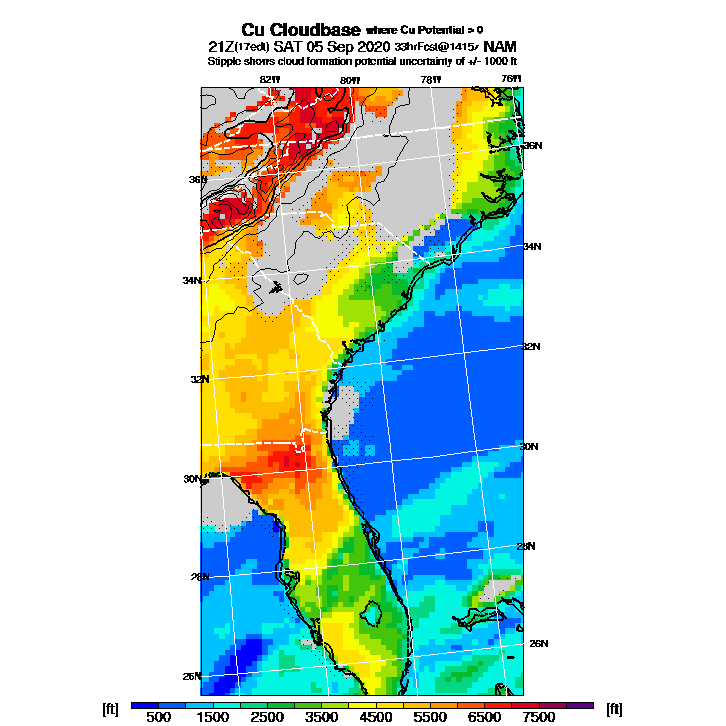 Cu Cloudbase where Cu Potential > 0
21Z(17edt) SAT 05 Sep 2020 33hrFcst@1415z NAM
Stipple shows cloud formation potential uncertainty of +/- 1000 ft
82W 80W 78W 76W
36N
36N
34N
34N
32N
32N
30N
30N
28N
28N
26N
26N
[ft] 500 1500 2500 3500 4500 5500 6500 7500 [ft]